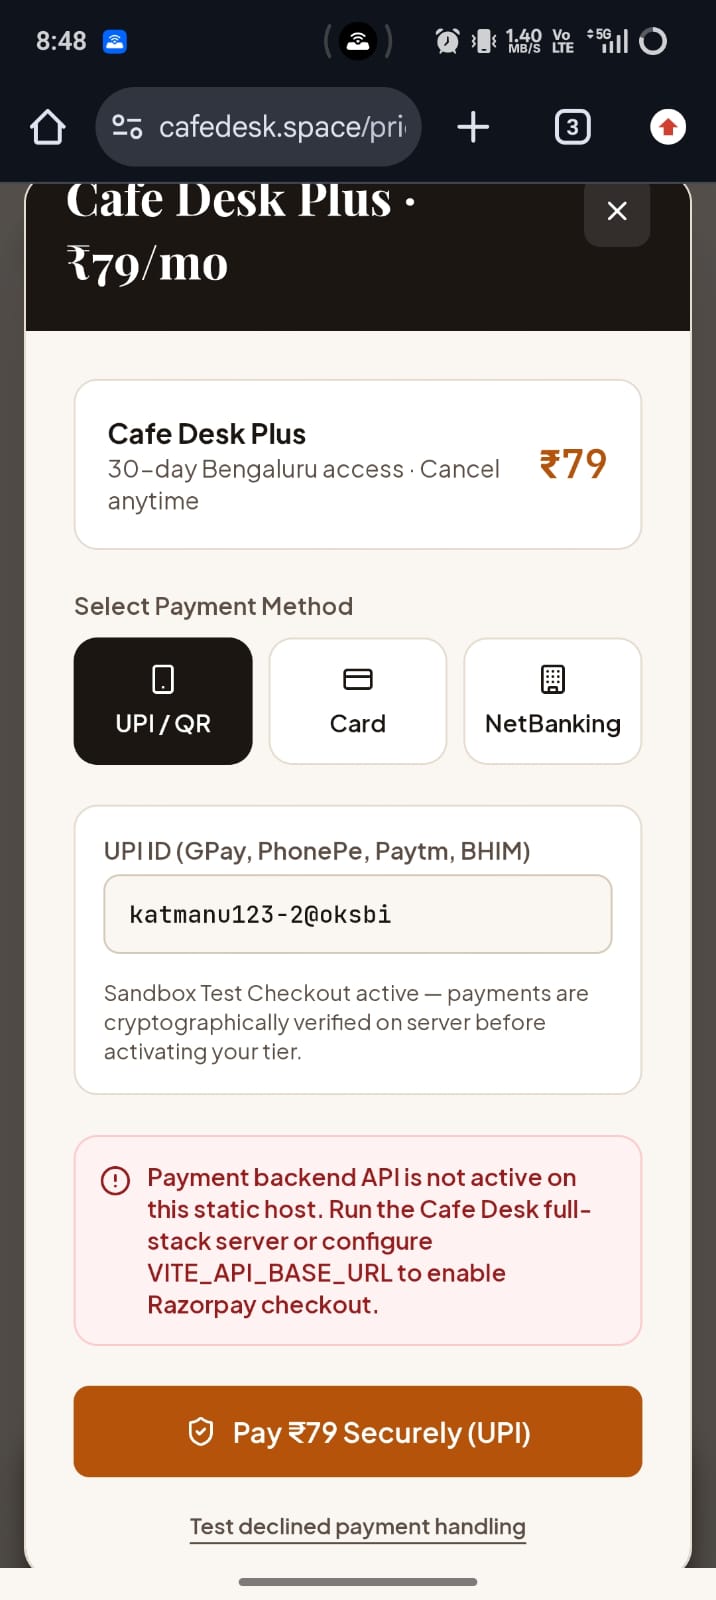 8:48
1.40 MB/S
Vo LTE
5G
cafedesk.space/pri
3
Cafe Desk Plus ·
₹79/mo
Cafe Desk Plus
30-day Bengaluru access · Cancel
anytime
₹79
Select Payment Method
UPI / QR
Card
NetBanking
UPI ID (GPay, PhonePe, Paytm, BHIM)
katmanu123-2@oksbi
Sandbox Test Checkout active — payments are
cryptographically verified on server before
activating your tier.
Payment backend API is not active on
this static host. Run the Cafe Desk full-
stack server or configure
VITE_API_BASE_URL to enable
Razorpay checkout.
Pay ₹79 Securely (UPI)
Test declined payment handling